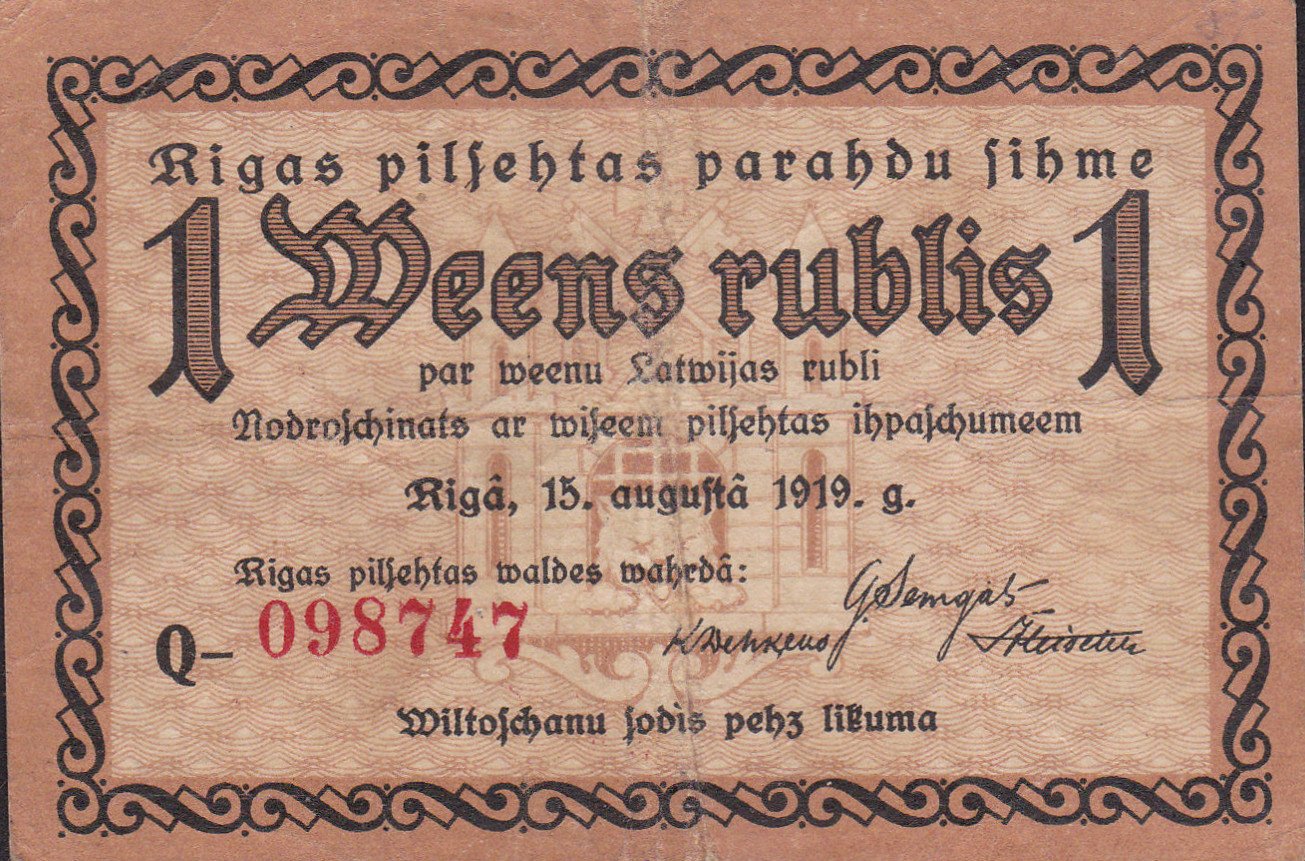 Rigas pilſehtas parahdu ſihme
1 Weens rublis 1
par weenu Latwijas rubli
Nodroſchinats ar wiſeem pilſehtas ihpaſchumeem
Rigâ, 15. auguſtâ 1919. g.
Rigas pilſehtas waldes wahrdâ:
Q– 098747
Wiltoſchanu ſodis pehz likuma